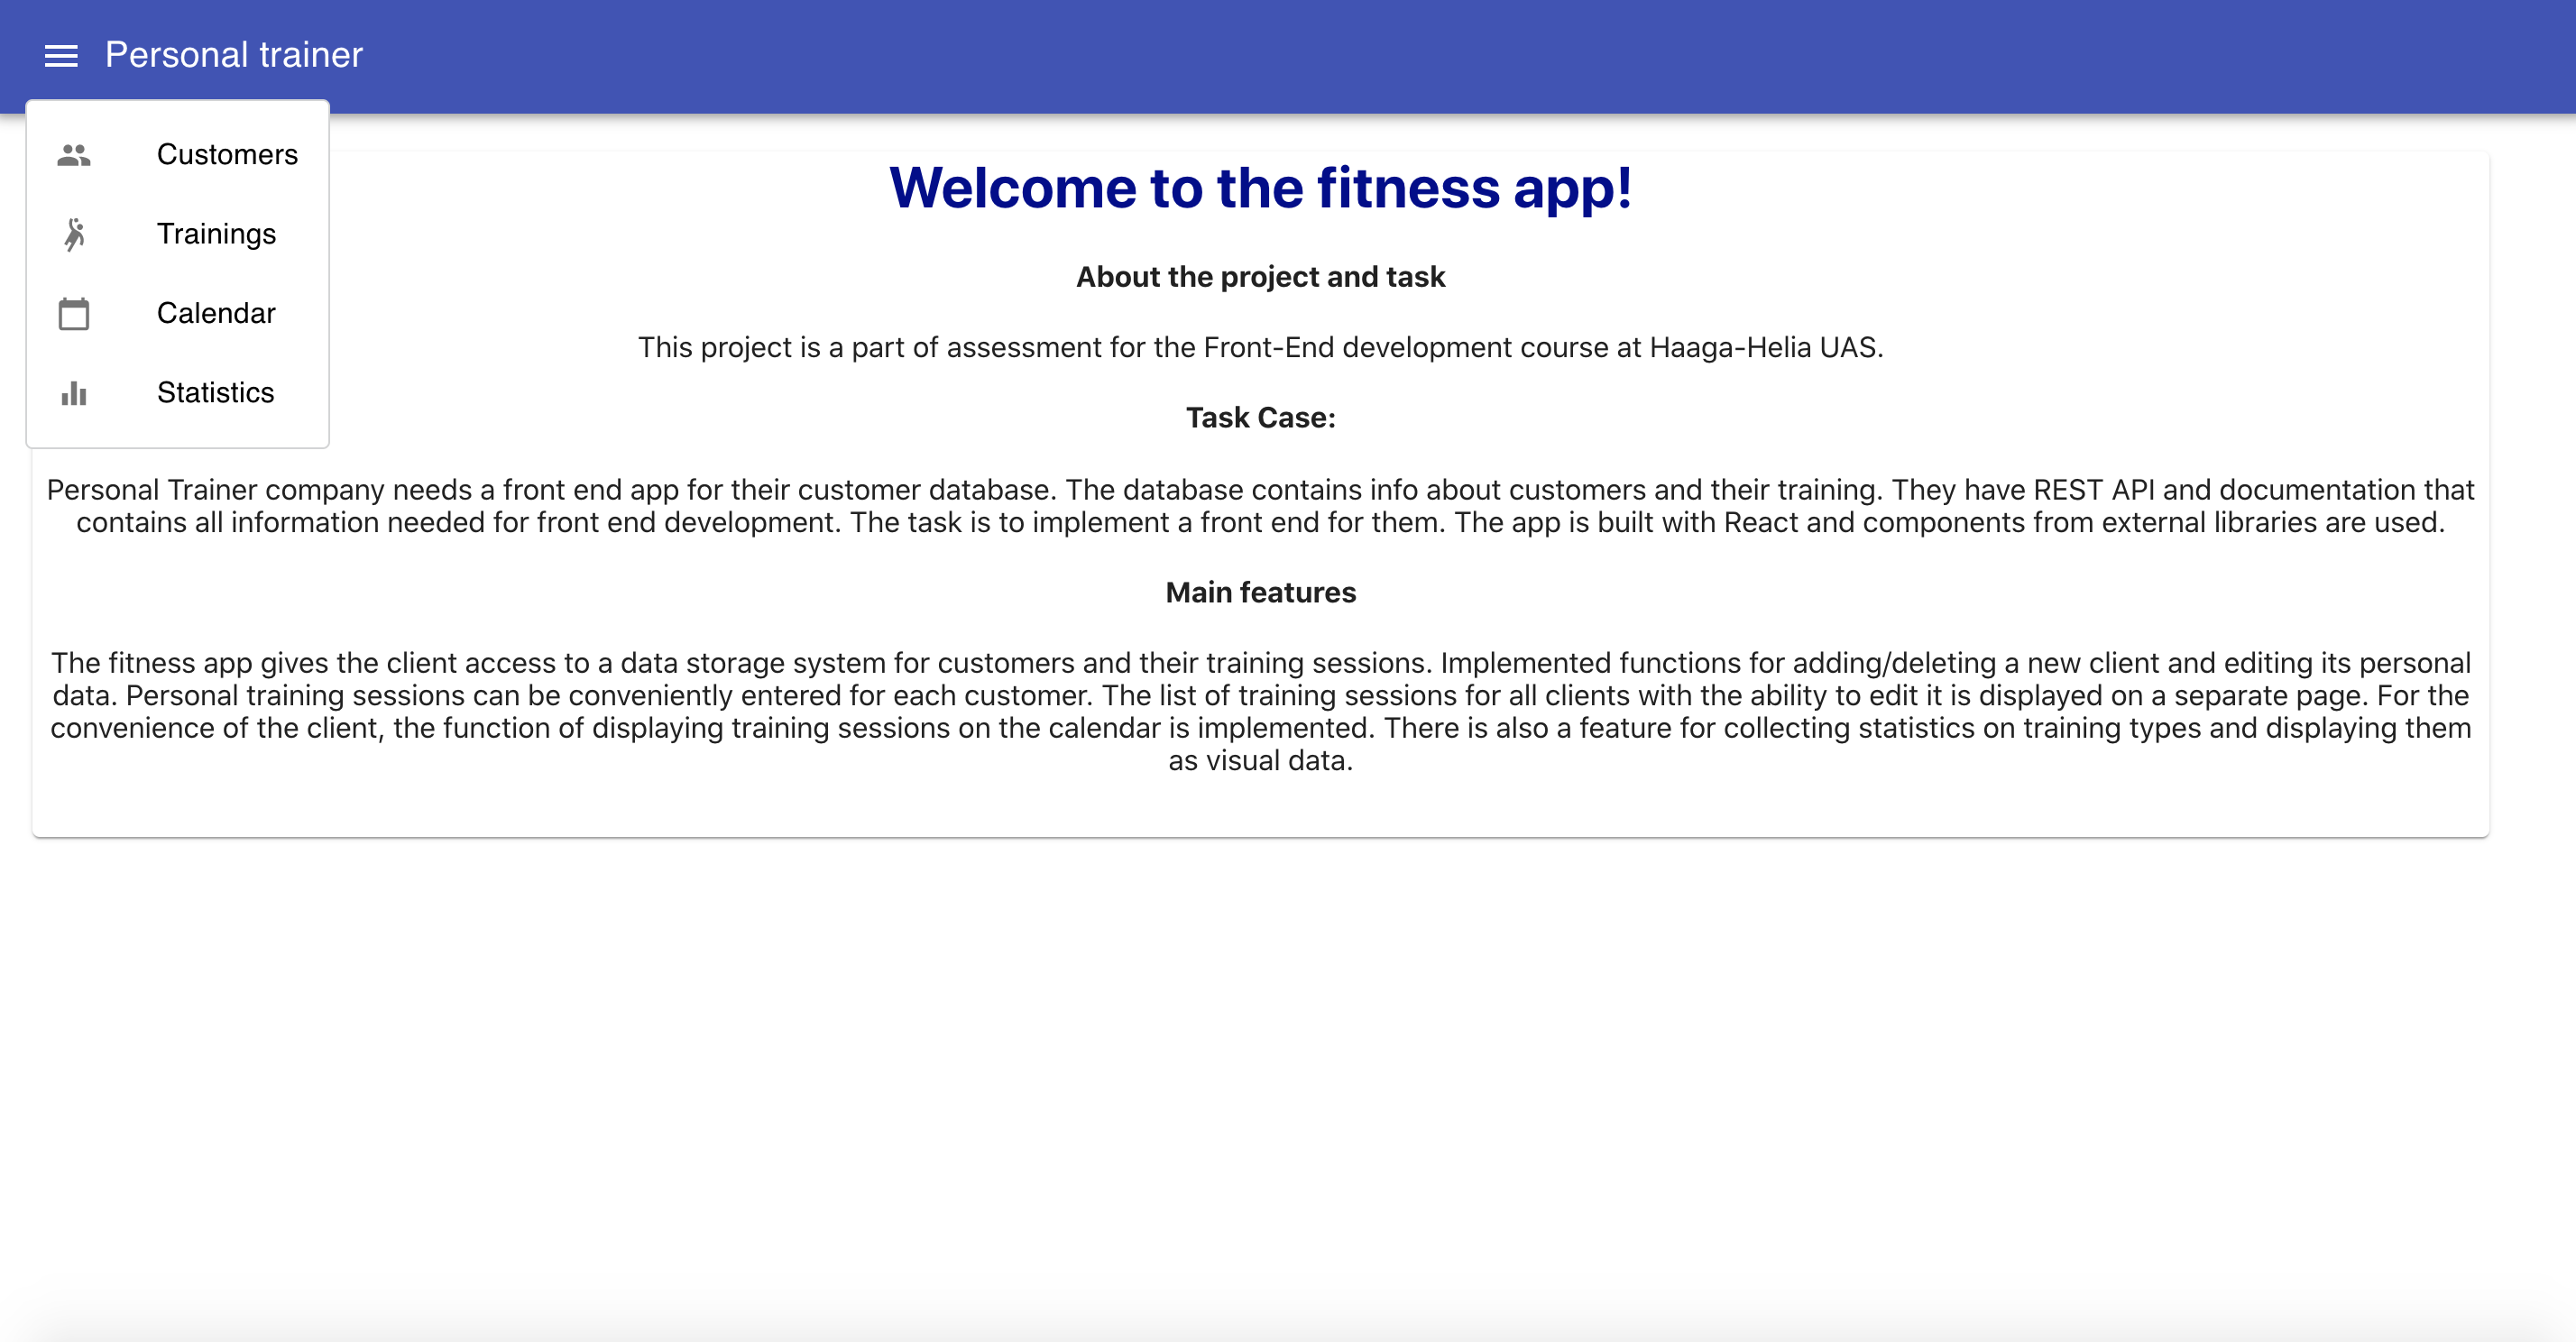 Personal trainer
Customers
Trainings
Calendar
Statistics
Welcome to the fitness app!
About the project and task
This project is a part of assessment for the Front-End development course at Haaga-Helia UAS.
Task Case:
Personal Trainer company needs a front end app for their customer database. The database contains info about customers and their training. They have REST API and documentation that
contains all information needed for front end development. The task is to implement a front end for them. The app is built with React and components from external libraries are used.
Main features
The fitness app gives the client access to a data storage system for customers and their training sessions. Implemented functions for adding/deleting a new client and editing its personal
data. Personal training sessions can be conveniently entered for each customer. The list of training sessions for all clients with the ability to edit it is displayed on a separate page. For the
convenience of the client, the function of displaying training sessions on the calendar is implemented. There is also a feature for collecting statistics on training types and displaying them
as visual data.